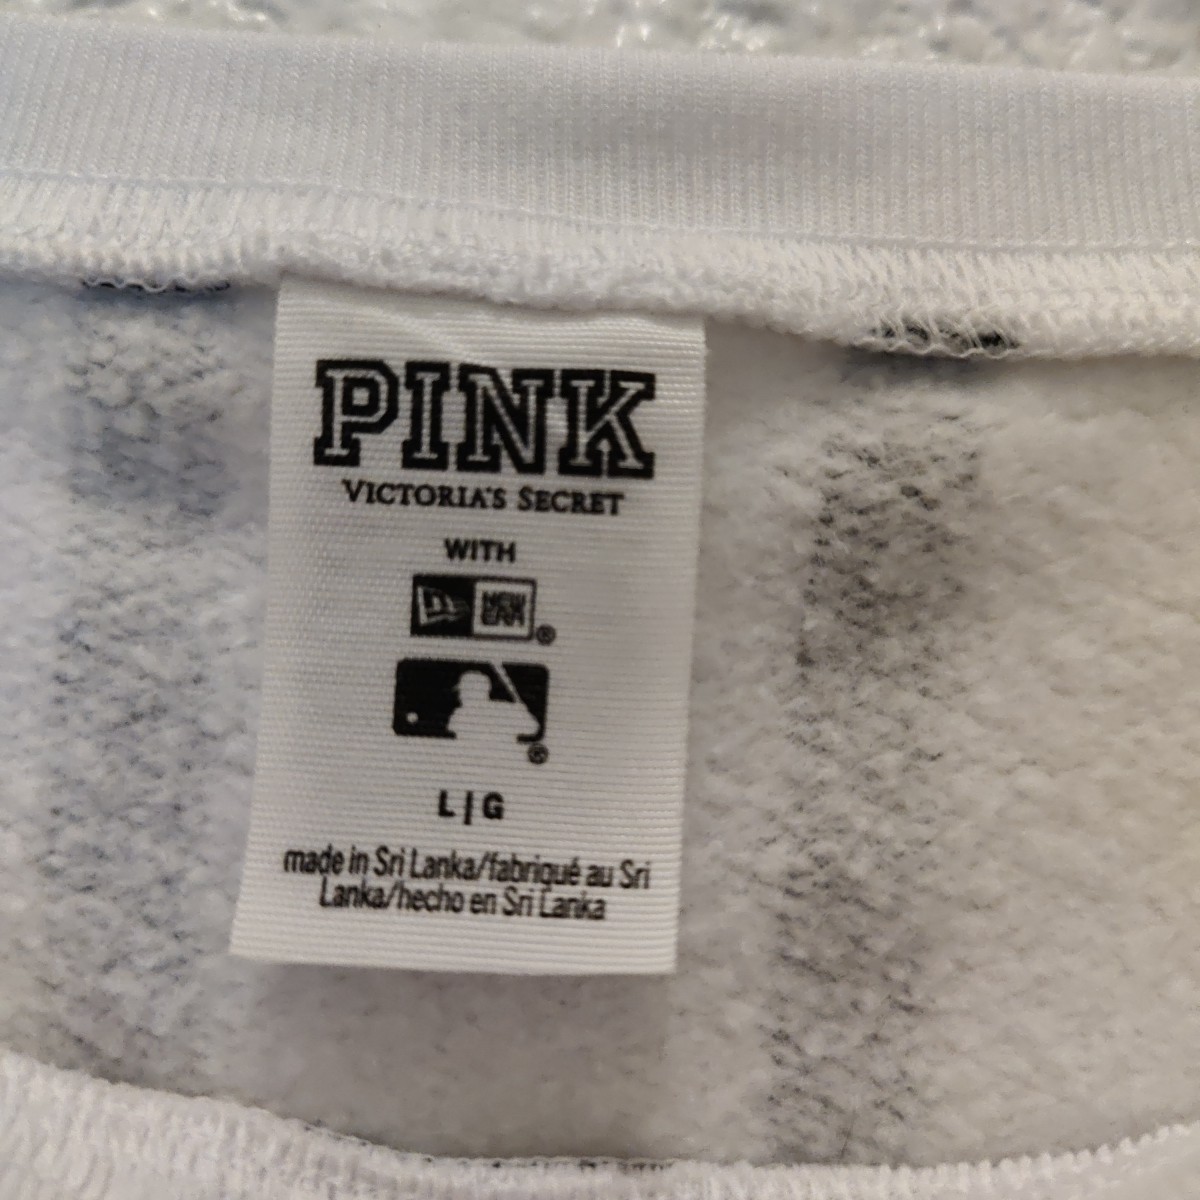 PINK
VICTORIA'S SECRET
WITH
NEW ERA ®
®
L|G
made in Sri Lanka/fabriqué au Sri
Lanka/hecho en Sri Lanka